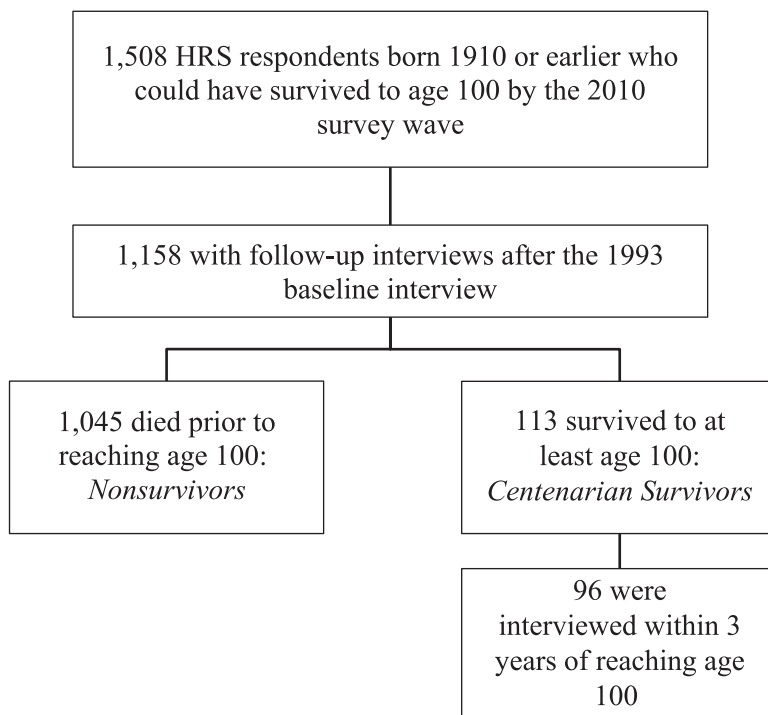 1,508 HRS respondents born 1910 or earlier who
could have survived to age 100 by the 2010
survey wave
1,158 with follow-up interviews after the 1993
baseline interview
1,045 died prior to
reaching age 100:
Nonsurvivors
113 survived to at
least age 100:
Centenarian Survivors
96 were
interviewed within 3
years of reaching age
100